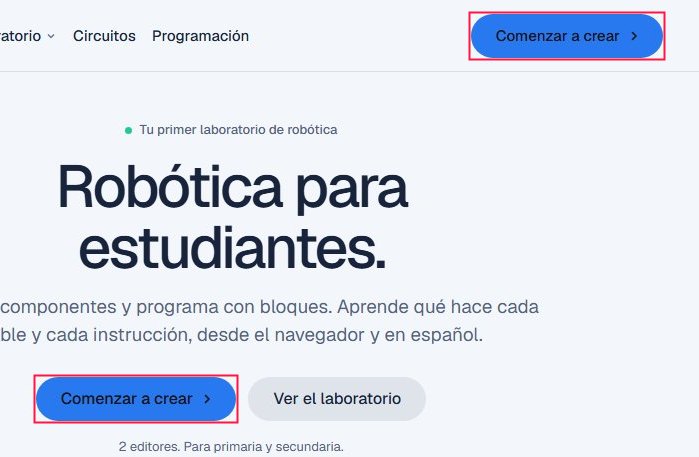 atorio
Circuitos
Programación
Comenzar a crear
Tu primer laboratorio de robótica
Robótica para
estudiantes.
componentes y programa con bloques. Aprende qué hace cada
ble y cada instrucción, desde el navegador y en español.
Comenzar a crear
Ver el laboratorio
2 editores. Para primaria y secundaria.